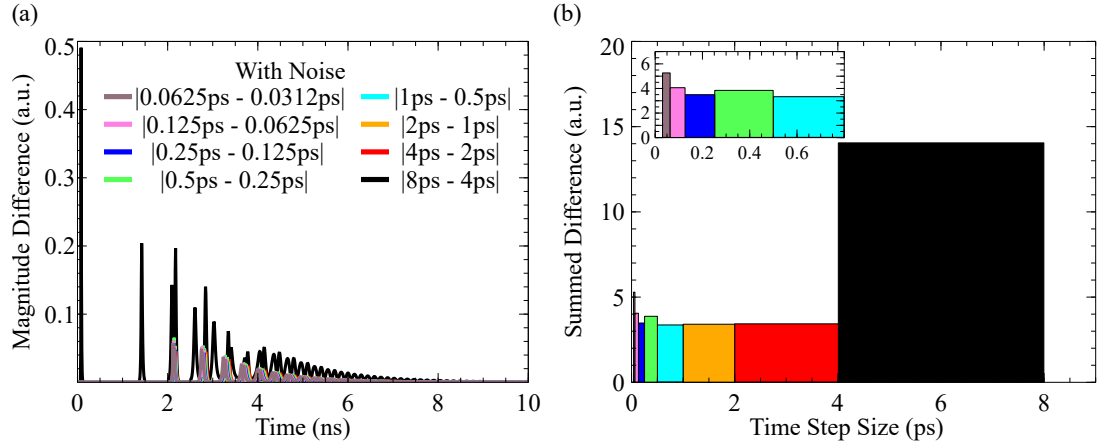 (a)
With Noise
|0.0625ps - 0.0312ps|
|0.125ps - 0.0625ps|
|0.25ps - 0.125ps|
|0.5ps - 0.25ps|
|1ps - 0.5ps|
|2ps - 1ps|
|4ps - 2ps|
|8ps - 4ps|
Magnitude Difference (a.u.)
0.5
0.4
0.3
0.2
0.1
0 2 4 6 8 10
Time (ns)
(b)
Summed Difference (a.u.)
20
15
10
5
0
0 2 4 6 8
Time Step Size (ps)
6
4
2
0
0 0.2 0.4 0.6